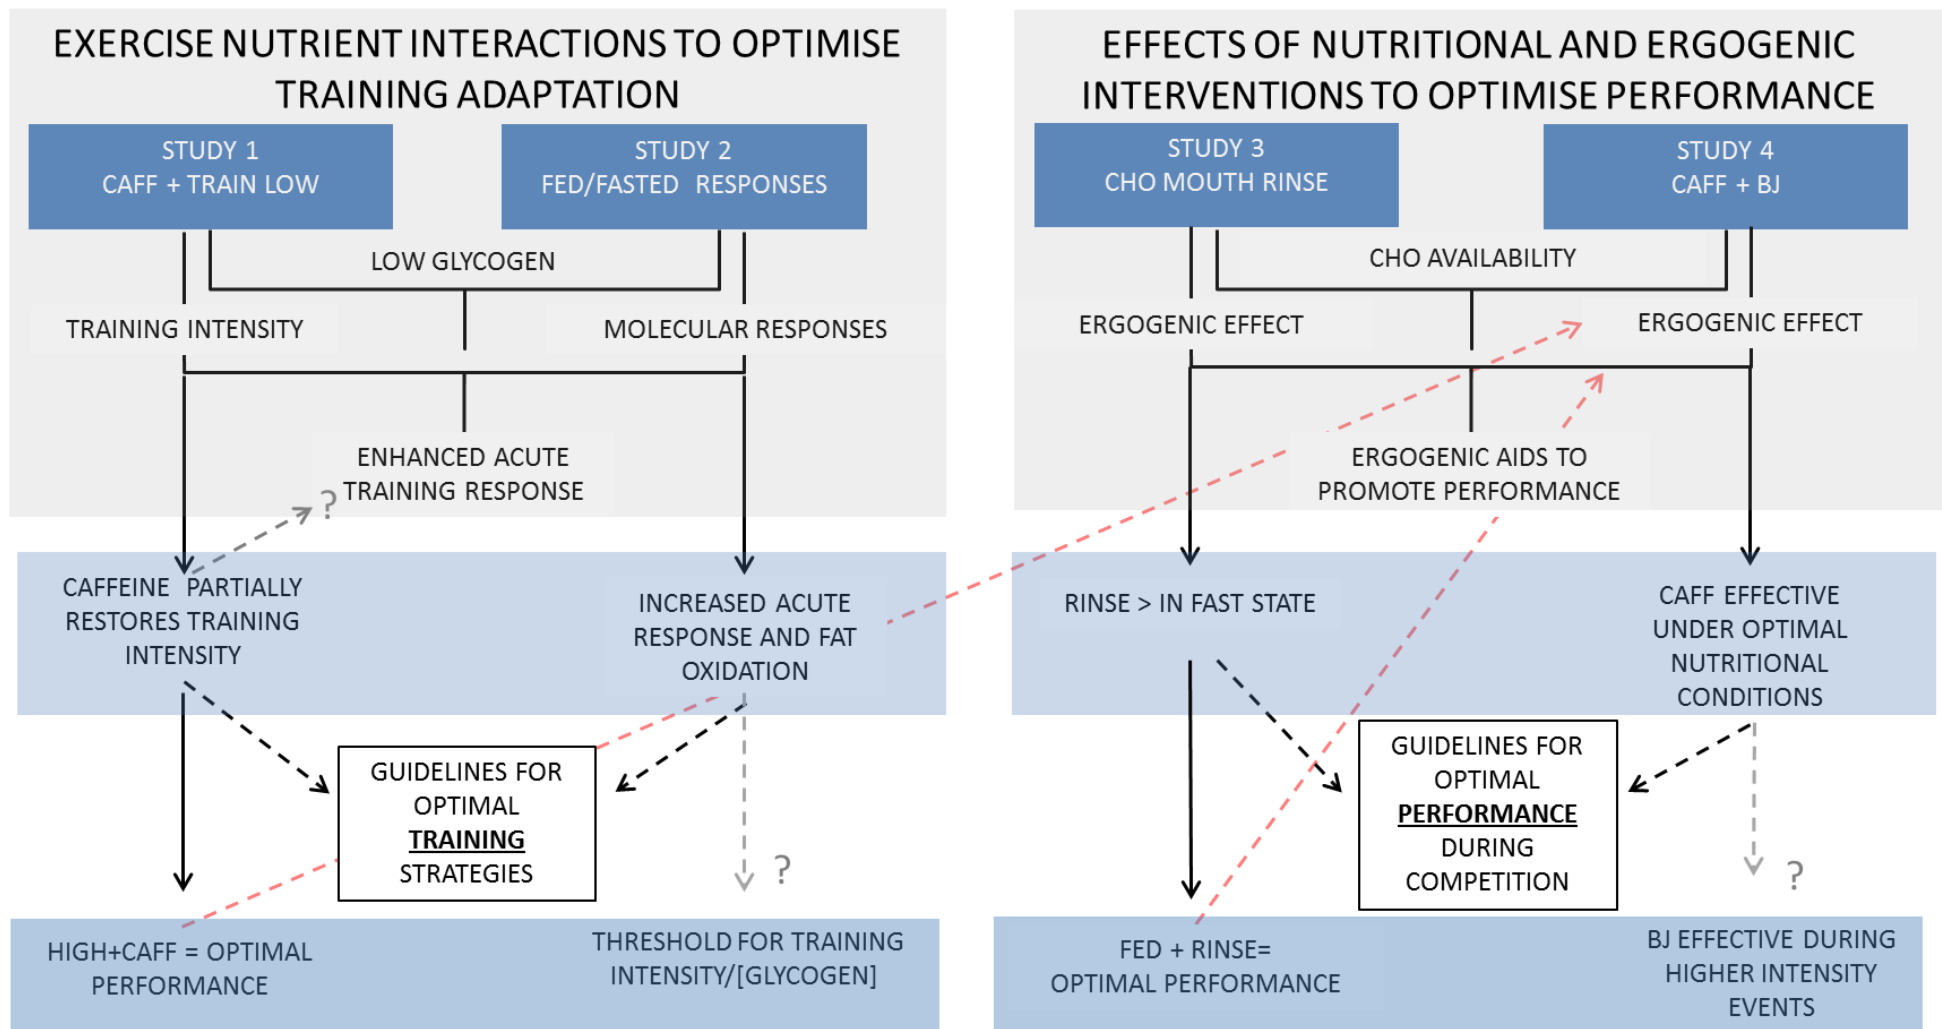 EXERCISE NUTRIENT INTERACTIONS TO OPTIMISE
TRAINING ADAPTATION
STUDY 1
CAFF + TRAIN LOW
STUDY 2
FED/FASTED RESPONSES
LOW GLYCOGEN
TRAINING INTENSITY
MOLECULAR RESPONSES
ENHANCED ACUTE
TRAINING RESPONSE
?
CAFFEINE PARTIALLY
RESTORES TRAINING
INTENSITY
INCREASED ACUTE
RESPONSE AND FAT
OXIDATION
GUIDELINES FOR
OPTIMAL
TRAINING
STRATEGIES
?
HIGH+CAFF = OPTIMAL
PERFORMANCE
THRESHOLD FOR TRAINING
INTENSITY/[GLYCOGEN]
EFFECTS OF NUTRITIONAL AND ERGOGENIC
INTERVENTIONS TO OPTIMISE PERFORMANCE
STUDY 3
CHO MOUTH RINSE
STUDY 4
CAFF + BJ
CHO AVAILABILITY
ERGOGENIC EFFECT
ERGOGENIC EFFECT
ERGOGENIC AIDS TO
PROMOTE PERFORMANCE
RINSE > IN FAST STATE
CAFF EFFECTIVE
UNDER OPTIMAL
NUTRITIONAL
CONDITIONS
GUIDELINES FOR
OPTIMAL
PERFORMANCE
DURING
COMPETITION
?
FED + RINSE=
OPTIMAL PERFORMANCE
BJ EFFECTIVE DURING
HIGHER INTENSITY
EVENTS